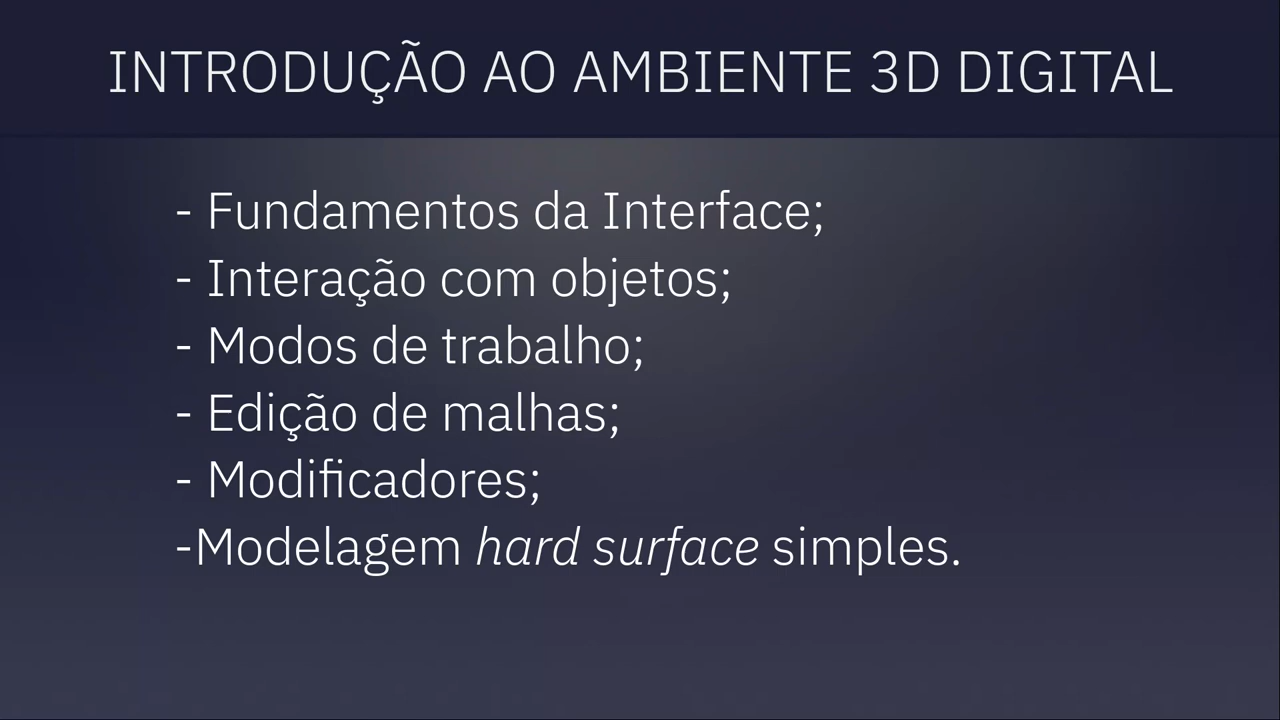 INTRODUÇÃO AO AMBIENTE 3D DIGITAL
- Fundamentos da Interface;
- Interação com objetos;
- Modos de trabalho;
- Edição de malhas;
- Modificadores;
-Modelagem hard surface simples.